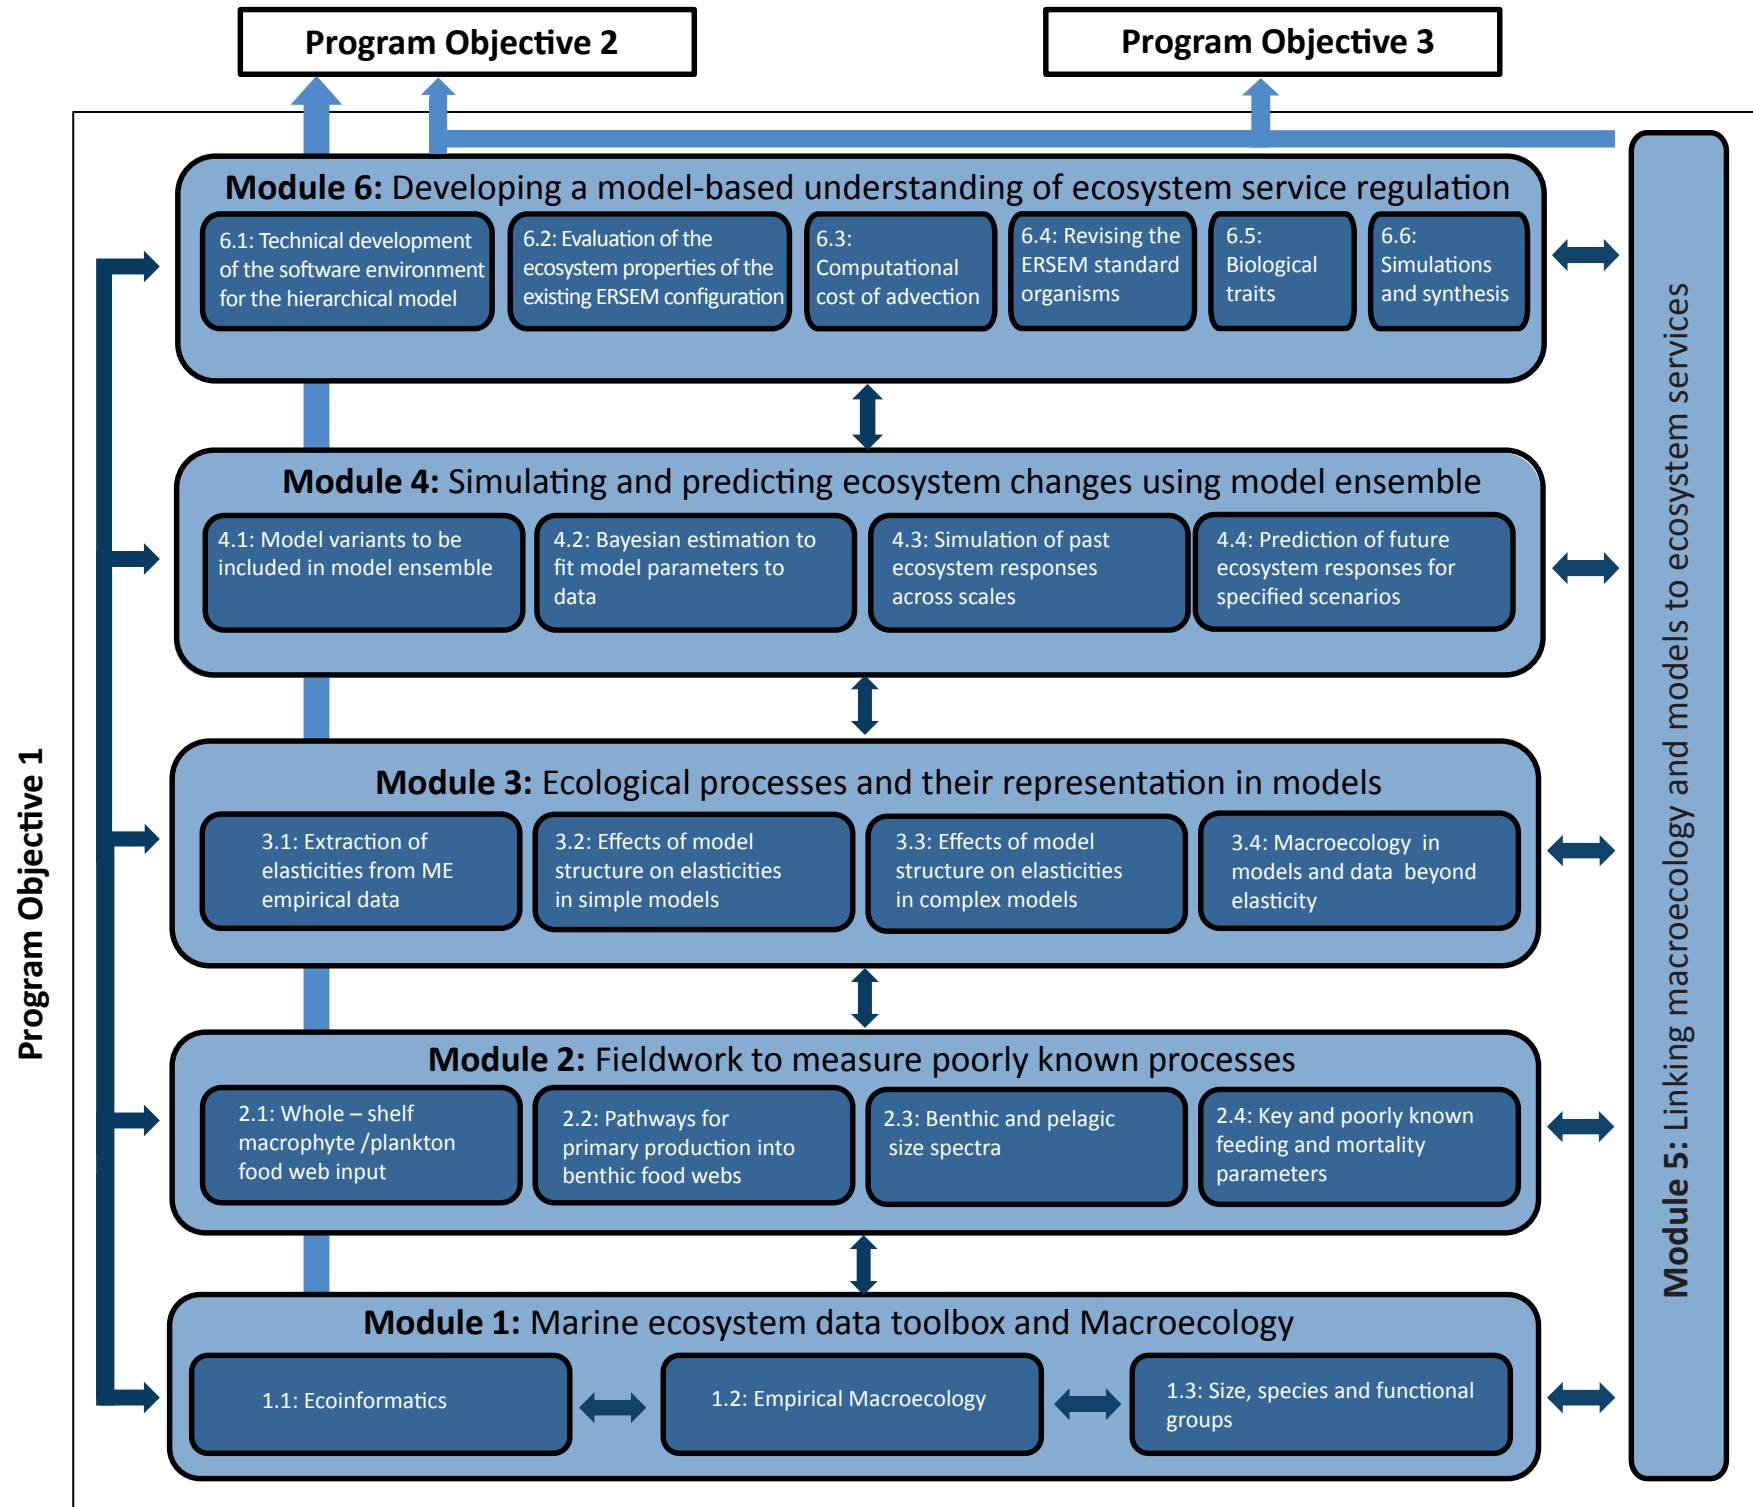 Program Objective 2
Program Objective 3
Module 6: Developing a model-based understanding of ecosystem service regulation
6.1: Technical development
of the software environment
for the hierarchical model
6.2: Evaluation of the
ecosystem properties of the
existing ERSEM configuration
6.3:
Computational
cost of advection
6.4: Revising the
ERSEM standard
organisms
6.5:
Biological
traits
6.6:
Simulations
and synthesis
Module 4: Simulating and predicting ecosystem changes using model ensemble
4.1: Model variants to be
included in model ensemble
4.2: Bayesian estimation to
fit model parameters to
data
4.3: Simulation of past
ecosystem responses
across scales
4.4: Prediction of future
ecosystem responses for
specified scenarios
Program Objective 1
Module 3: Ecological processes and their representation in models
3.1: Extraction of
elasticities from ME
empirical data
3.2: Effects of model
structure on elasticities
in simple models
3.3: Effects of model
structure on elasticities
in complex models
3.4: Macroecology in
models and data beyond
elasticity
Module 2: Fieldwork to measure poorly known processes
2.1: Whole – shelf
macrophyte /plankton
food web input
2.2: Pathways for
primary production into
benthic food webs
2.3: Benthic and pelagic
size spectra
2.4: Key and poorly known
feeding and mortality
parameters
Module 1: Marine ecosystem data toolbox and Macroecology
1.1: Ecoinformatics
1.2: Empirical Macroecology
1.3: Size, species and functional
groups
Module 5: Linking macroecology and models to ecosystem services